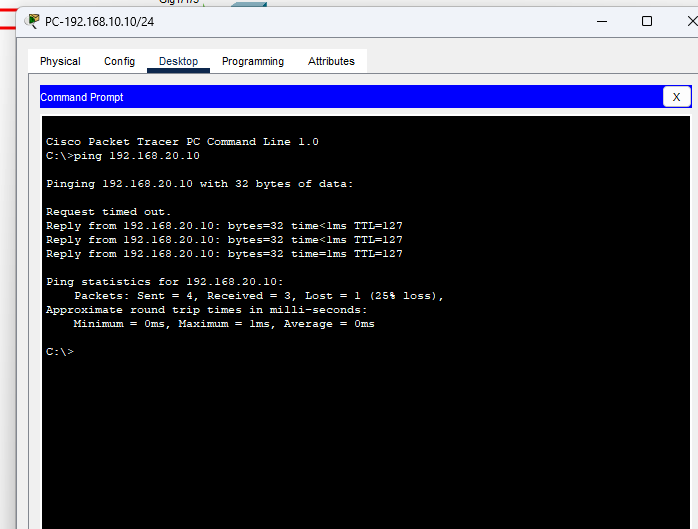 PC-192.168.10.10/24
Physical Config Desktop Programming Attributes
Command Prompt X
Cisco Packet Tracer PC Command Line 1.0
C:\>ping 192.168.20.10
Pinging 192.168.20.10 with 32 bytes of data:
Request timed out.
Reply from 192.168.20.10: bytes=32 time<1ms TTL=127
Reply from 192.168.20.10: bytes=32 time<1ms TTL=127
Reply from 192.168.20.10: bytes=32 time=1ms TTL=127
Ping statistics for 192.168.20.10:
    Packets: Sent = 4, Received = 3, Lost = 1 (25% loss),
Approximate round trip times in milli-seconds:
    Minimum = 0ms, Maximum = 1ms, Average = 0ms
C:\>